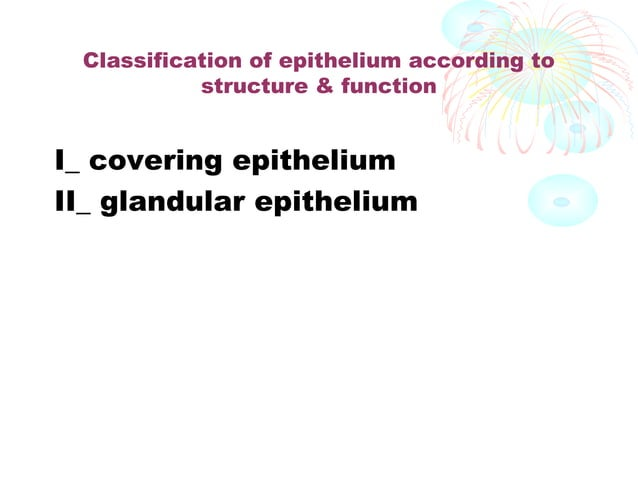 Classification of epithelium according to
structure & function
I_ covering epithelium
II_ glandular epithelium